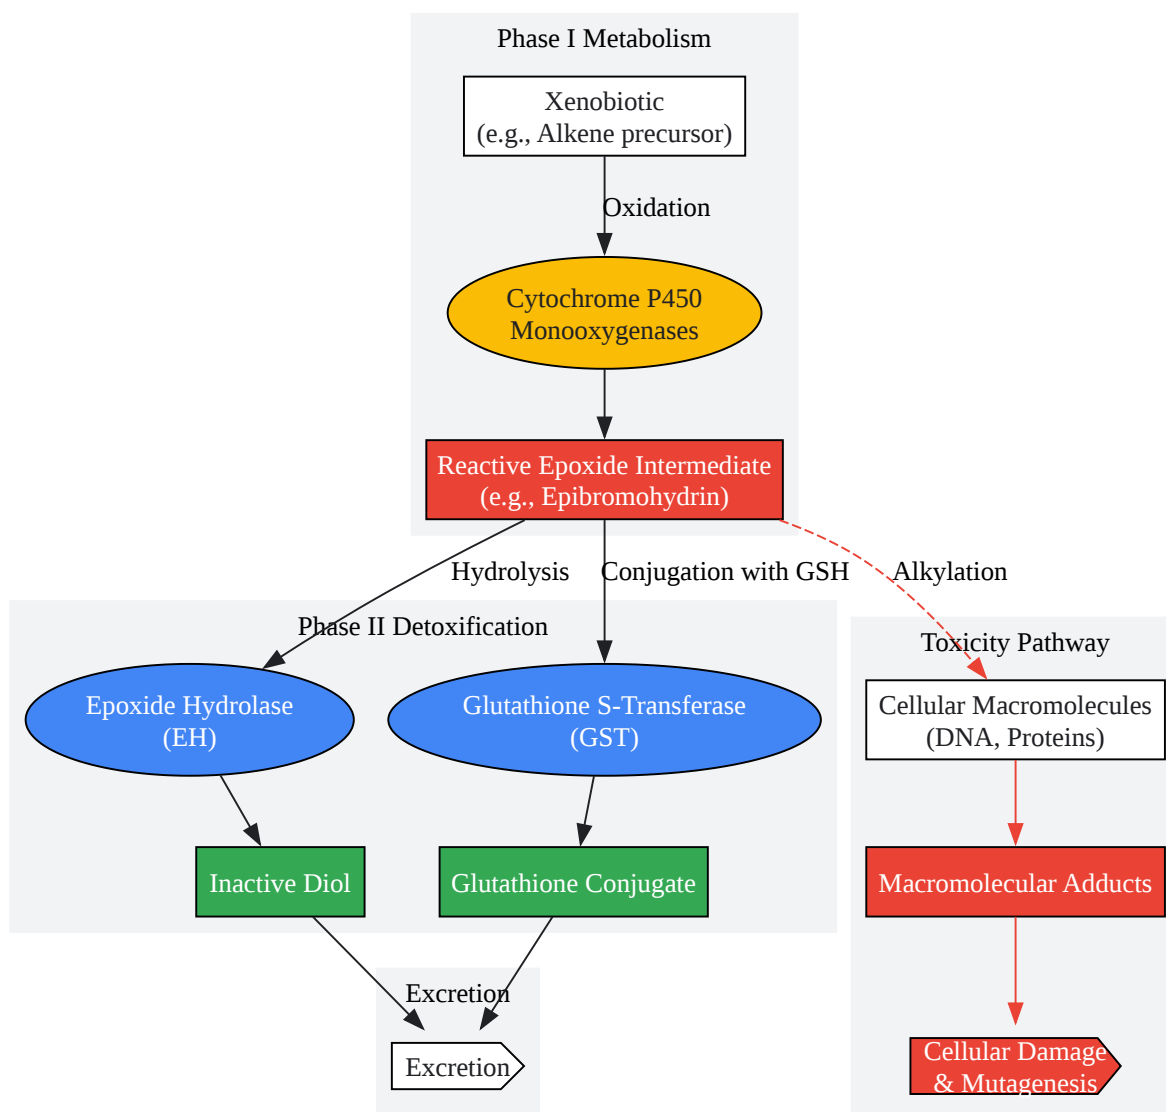 Phase I Metabolism
Xenobiotic
(e.g., Alkene precursor)
Oxidation
Cytochrome P450
Monooxygenases
Reactive Epoxide Intermediate
(e.g., Epibromohydrin)
Hydrolysis
Conjugation with GSH
Alkylation
Phase II Detoxification
Toxicity Pathway
Epoxide Hydrolase
(EH)
Glutathione S-Transferase
(GST)
Cellular Macromolecules
(DNA, Proteins)
Inactive Diol
Glutathione Conjugate
Macromolecular Adducts
Excretion
Excretion
Cellular Damage
& Mutagenesis